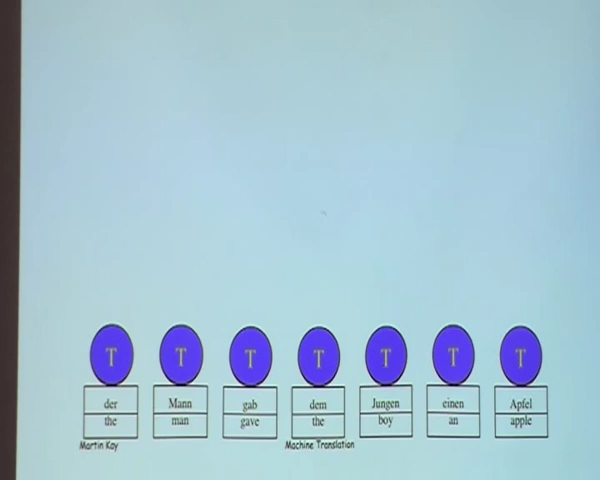 T T T T T T T
der Mann gab dem Jungen einen Apfel
the man gave the boy an apple
Martin Kay Machine Translation